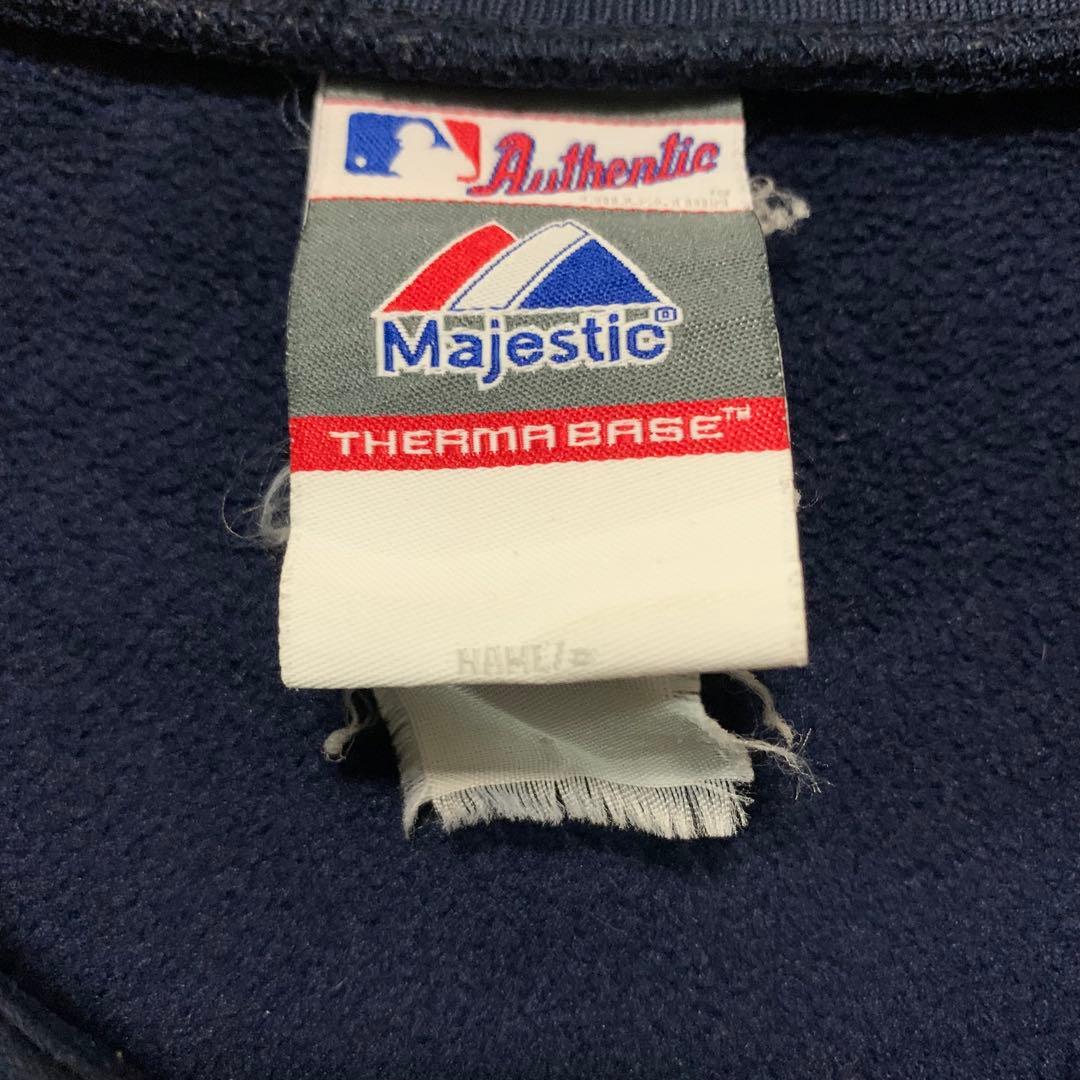 Authentic
Majestic®
THERMA BASE™
NAME/#